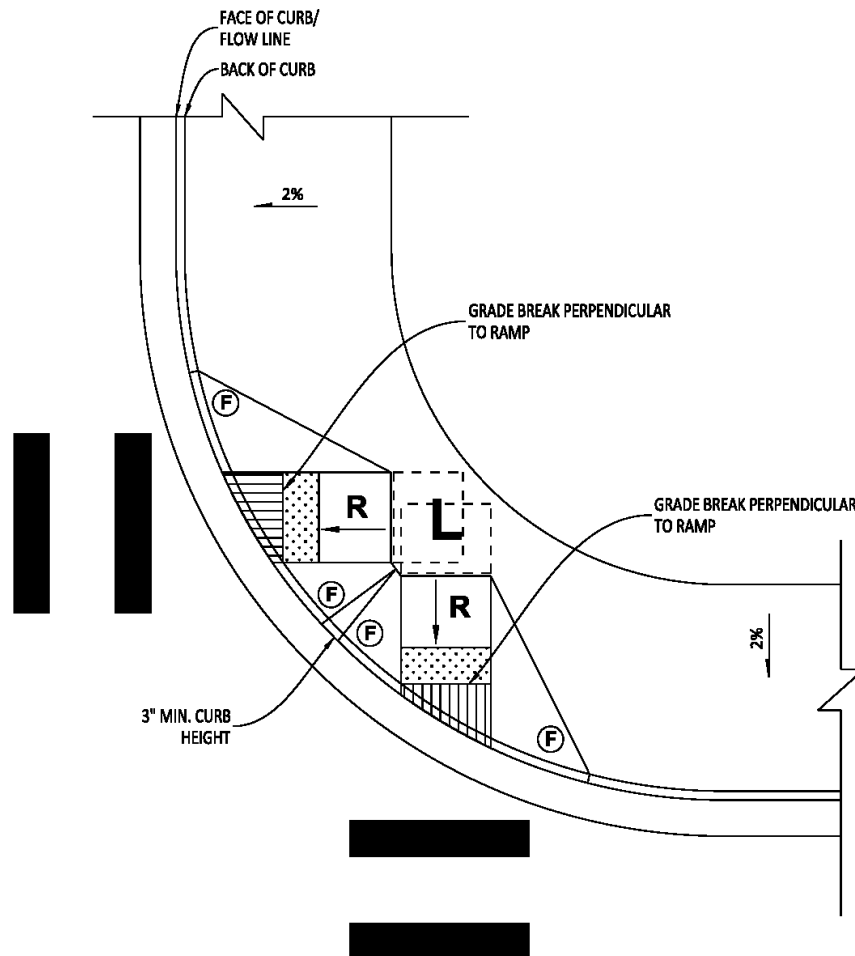 FACE OF CURB/
FLOW LINE
BACK OF CURB
2%
GRADE BREAK PERPENDICULAR
TO RAMP
F
R
L
GRADE BREAK PERPENDICULAR
TO RAMP
F
R
F
2%
3" MIN. CURB
HEIGHT
F